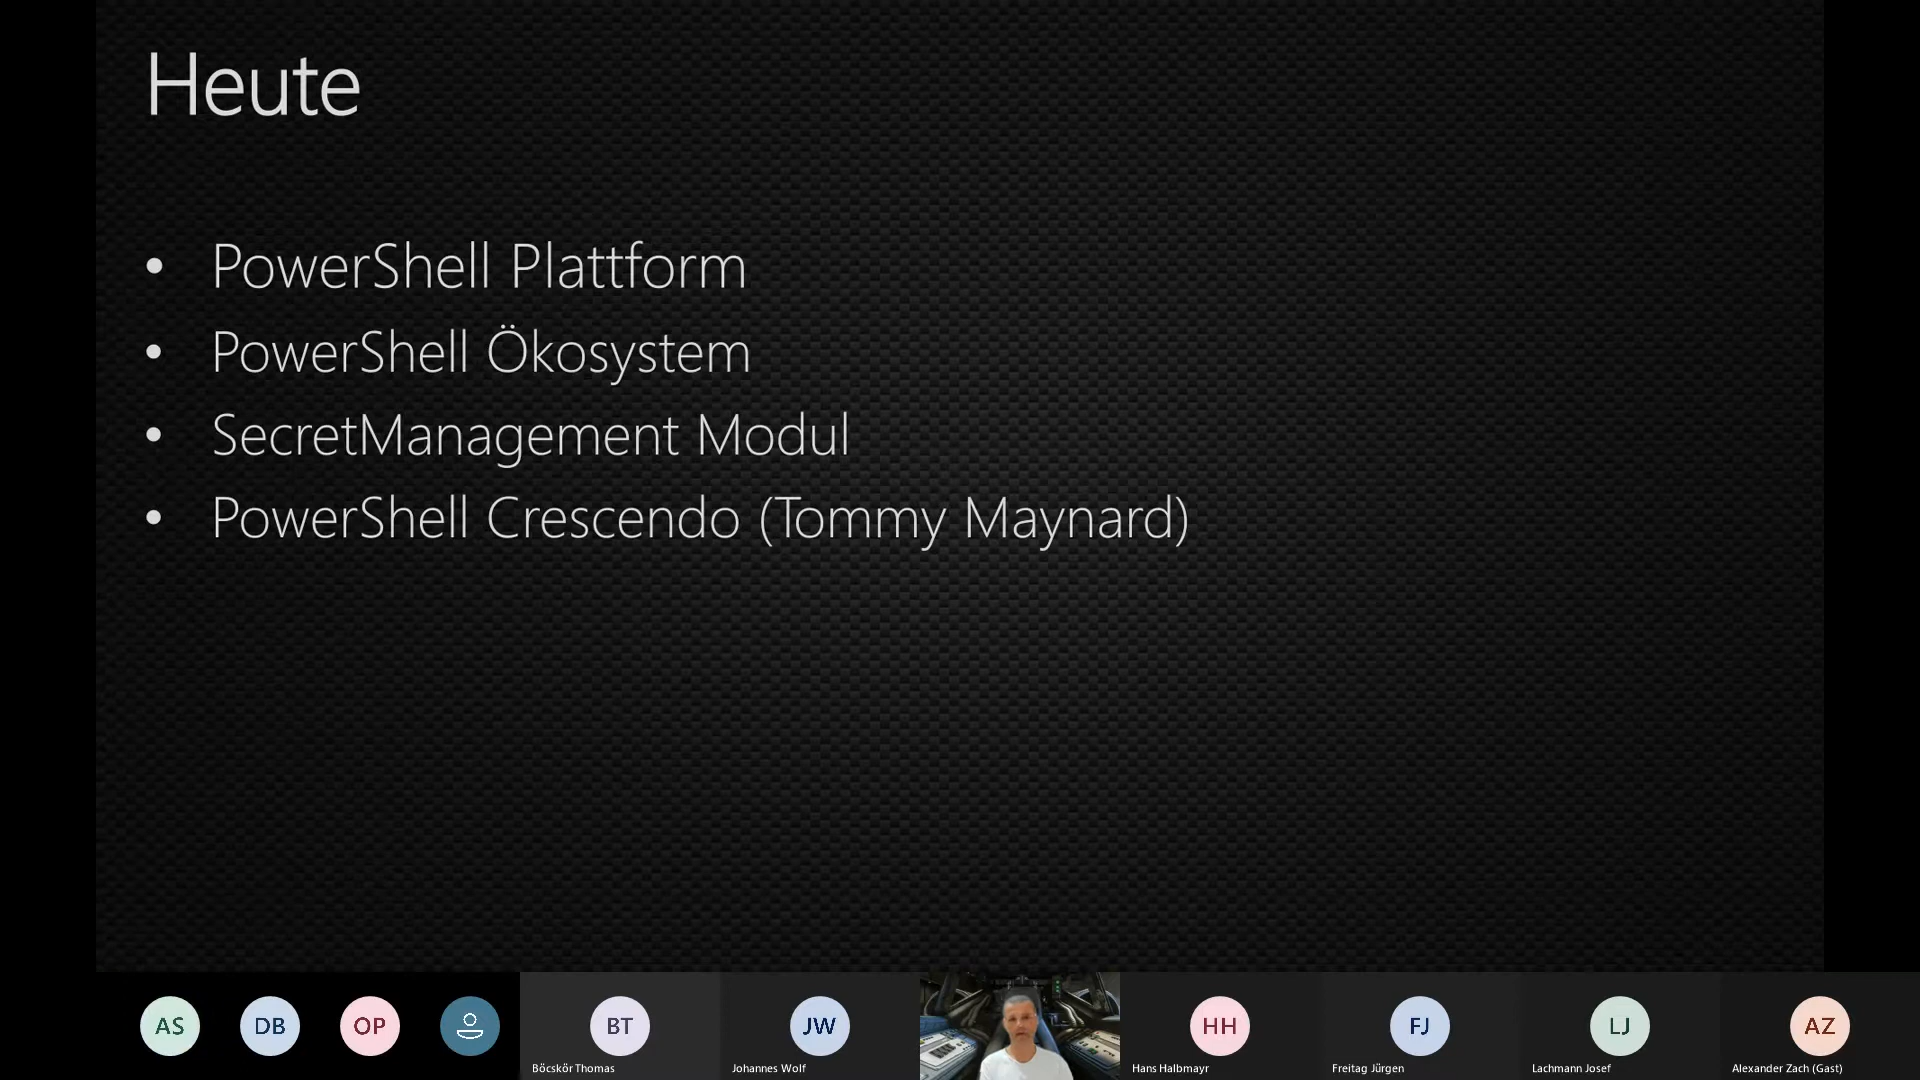 Heute
• PowerShell Plattform
• PowerShell Ökosystem
• SecretManagement Modul
• PowerShell Crescendo (Tommy Maynard)
AS
DB
OP
BT
JW
HH
FJ
LJ
AZ
Böcskör Thomas
Johannes Wolf
Hans Halbmayr
Freitag Jürgen
Lachmann Josef
Alexander Zach (Gast)